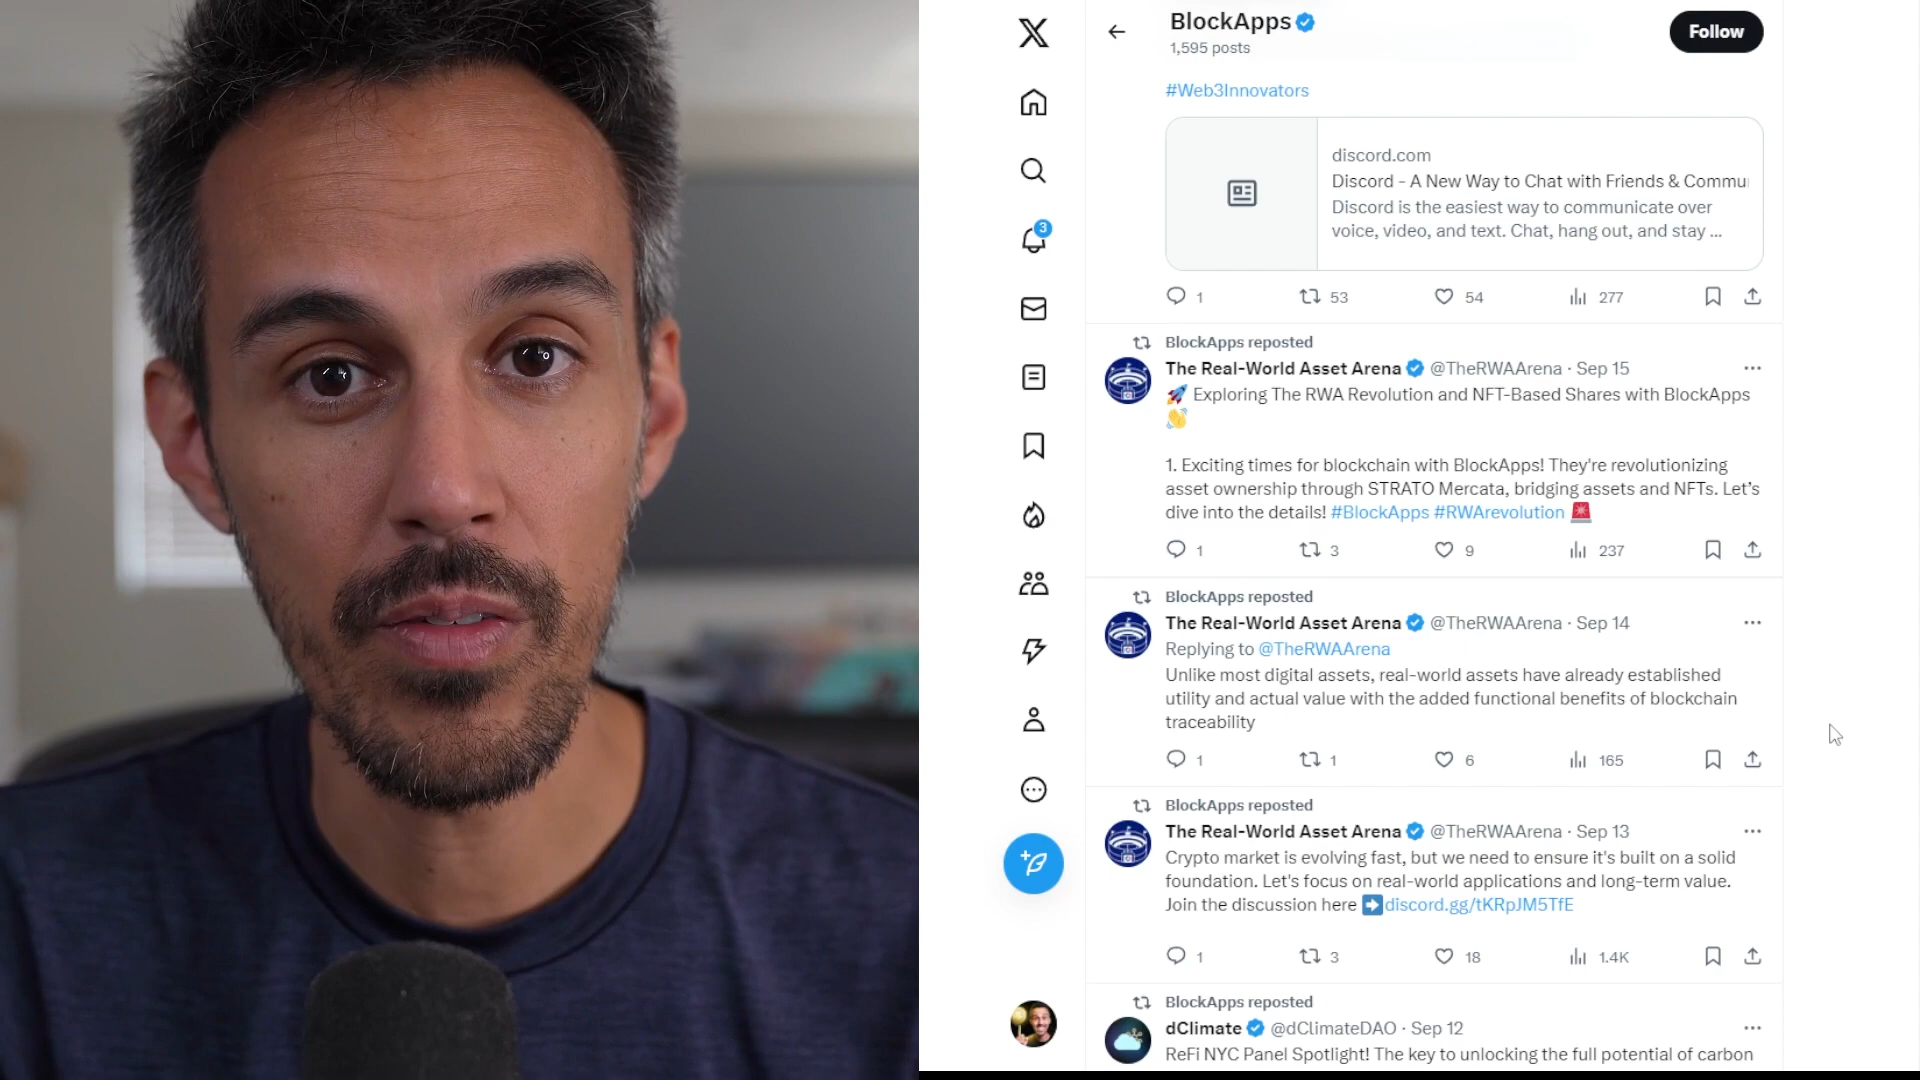 BlockApps
1,595 posts
Follow
#Web3Innovators
discord.com
Discord - A New Way to Chat with Friends & Commu
Discord is the easiest way to communicate over
voice, video, and text. Chat, hang out, and stay ...
1 53 54 277
3
BlockApps reposted
The Real-World Asset Arena @TheRWAArena · Sep 15
🚀 Exploring The RWA Revolution and NFT-Based Shares with BlockApps
👋
1. Exciting times for blockchain with BlockApps! They're revolutionizing
asset ownership through STRATO Mercata, bridging assets and NFTs. Let's
dive into the details! #BlockApps #RWArevolution 🚨
1 3 9 237
BlockApps reposted
The Real-World Asset Arena @TheRWAArena · Sep 14
Replying to @TheRWAArena
Unlike most digital assets, real-world assets have already established
utility and actual value with the added functional benefits of blockchain
traceability
1 1 6 165
BlockApps reposted
The Real-World Asset Arena @TheRWAArena · Sep 13
Crypto market is evolving fast, but we need to ensure it's built on a solid
foundation. Let's focus on real-world applications and long-term value.
Join the discussion here ➡️discord.gg/tKRpJM5TfE
1 3 18 1.4K
BlockApps reposted
dClimate @dClimateDAO · Sep 12
ReFi NYC Panel Spotlight! The key to unlocking the full potential of carbon